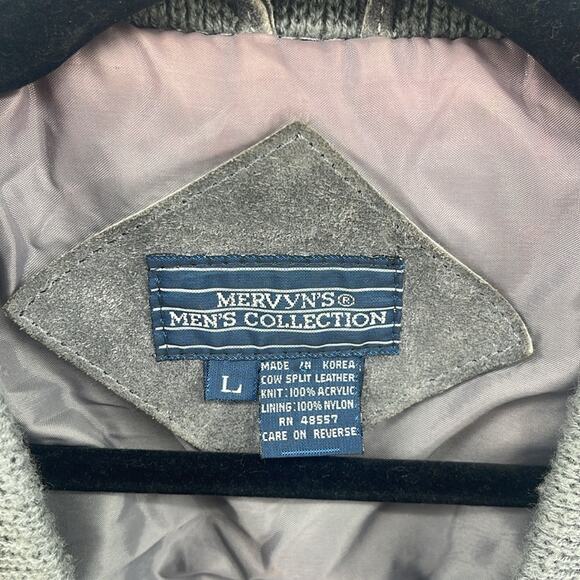 MERVYN'S®
MEN'S COLLECTION
L
MADE IN KOREA
COW SPLIT LEATHER
KNIT: 100% ACRYLIC
LINING: 100% NYLON
RN 48557
CARE ON REVERSE